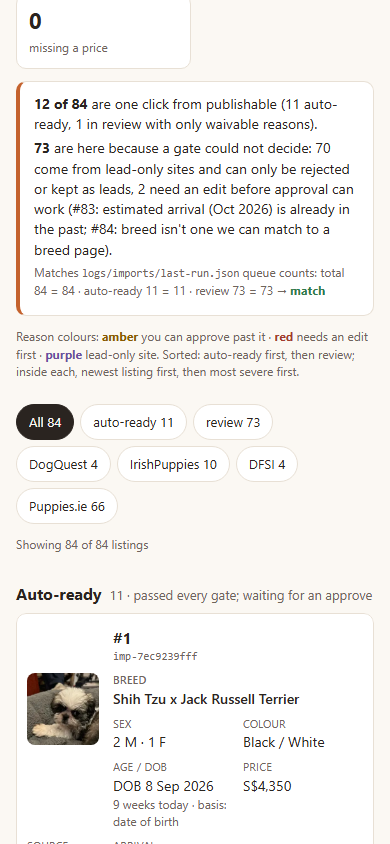 0
missing a price
12 of 84 are one click from publishable (11 auto-
ready, 1 in review with only waivable reasons).
73 are here because a gate could not decide: 70
come from lead-only sites and can only be rejected
or kept as leads, 2 need an edit before approval can
work (#83: estimated arrival (Oct 2026) is already in
the past; #84: breed isn't one we can match to a
breed page).
Matches logs/imports/last-run.json queue counts: total
84 = 84 · auto-ready 11 = 11 · review 73 = 73 → match
Reason colours: amber you can approve past it · red needs an edit
first · purple lead-only site. Sorted: auto-ready first, then review;
inside each, newest listing first, then most severe first.
All 84
auto-ready 11
review 73
DogQuest 4
IrishPuppies 10
DFSI 4
Puppies.ie 66
Showing 84 of 84 listings
Auto-ready 11 · passed every gate; waiting for an approve
#1
imp-7ec9239fff
BREED
Shih Tzu x Jack Russell Terrier
SEX
2 M · 1 F
COLOUR
Black / White
AGE / DOB
DOB 8 Sep 2026
9 weeks today · basis:
date of birth
PRICE
S$4,350
SOURCE
ARRIVAL